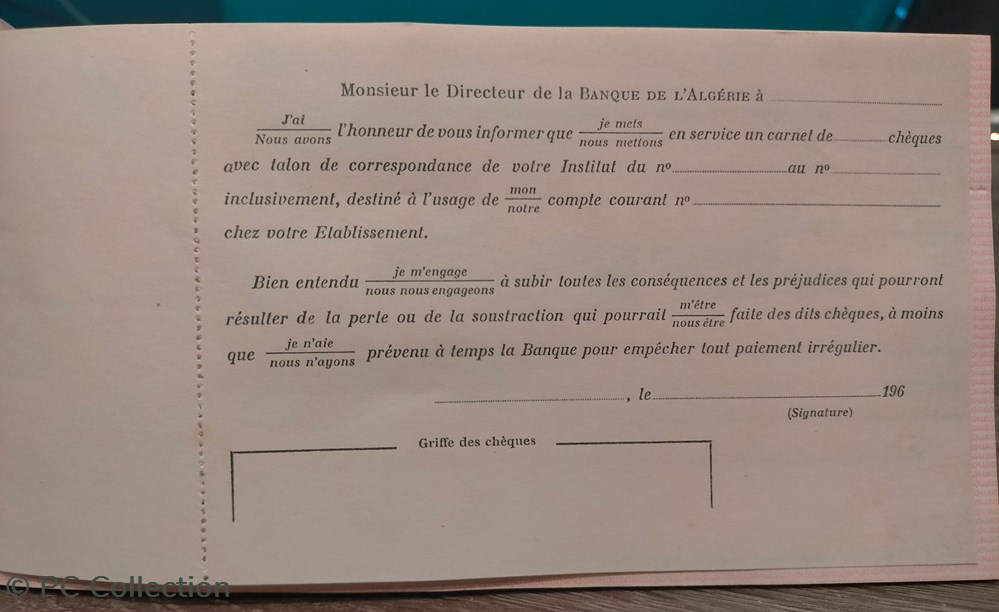 Monsieur le Directeur de la BANQUE DE L'ALGÉRIE à
J'ai / Nous avons l'honneur de vous informer que je mets / nous mettons en service un carnet de chèques
avec talon de correspondance de votre Institut du nº au nº
inclusivement, destiné à l'usage de mon / notre compte courant nº
chez votre Etablissement.
Bien entendu je m'engage / nous nous engageons à subir toutes les conséquences et les préjudices qui pourront
résulter de la perte ou de la soustraction qui pourrait m'être / nous être faite des dits chèques, à moins
que je n'aie / nous n'ayons prévenu à temps la Banque pour empêcher tout paiement irrégulier.
, le 196
(Signature)
Griffe des chèques
© PC Collection